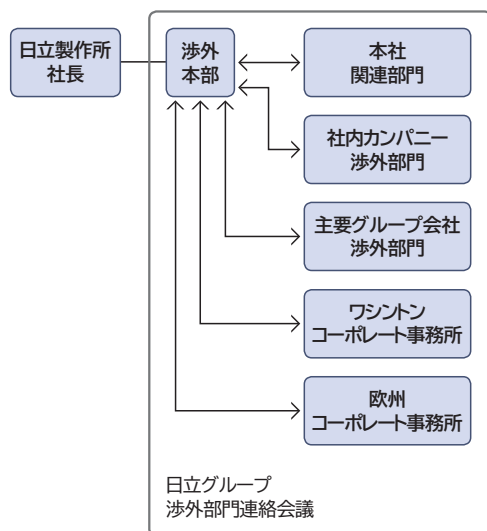 日立製作所
社長
渉外
本部
本社
関連部門
社内カンパニー
渉外部門
主要グループ会社
渉外部門
ワシントン
コーポレート事務所
欧州
コーポレート事務所
日立グループ
渉外部門連絡会議